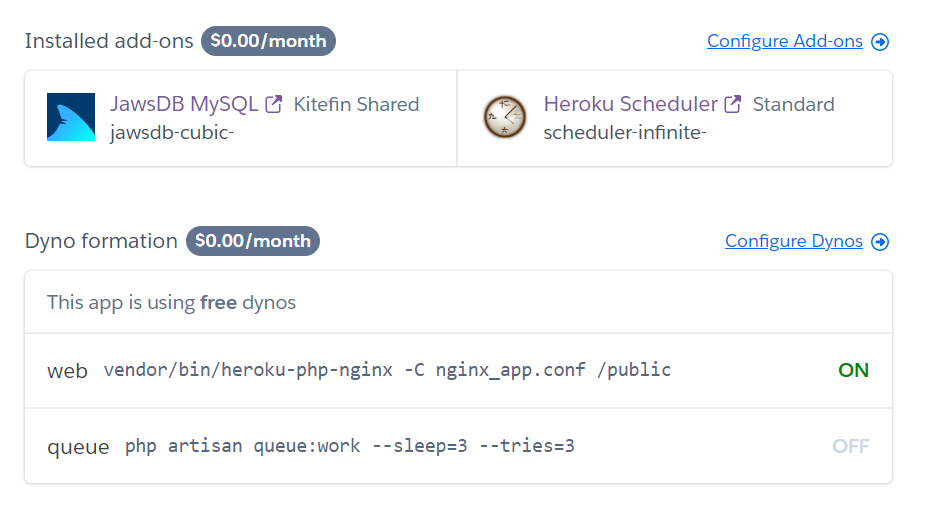 Installed add-ons $0.00/month Configure Add-ons
JawsDB MySQL Kitefin Shared
jawsdb-cubic-
Heroku Scheduler Standard
scheduler-infinite-
Dyno formation $0.00/month Configure Dynos
This app is using free dynos
web vendor/bin/heroku-php-nginx -C nginx_app.conf /public ON
queue php artisan queue:work --sleep=3 --tries=3 OFF